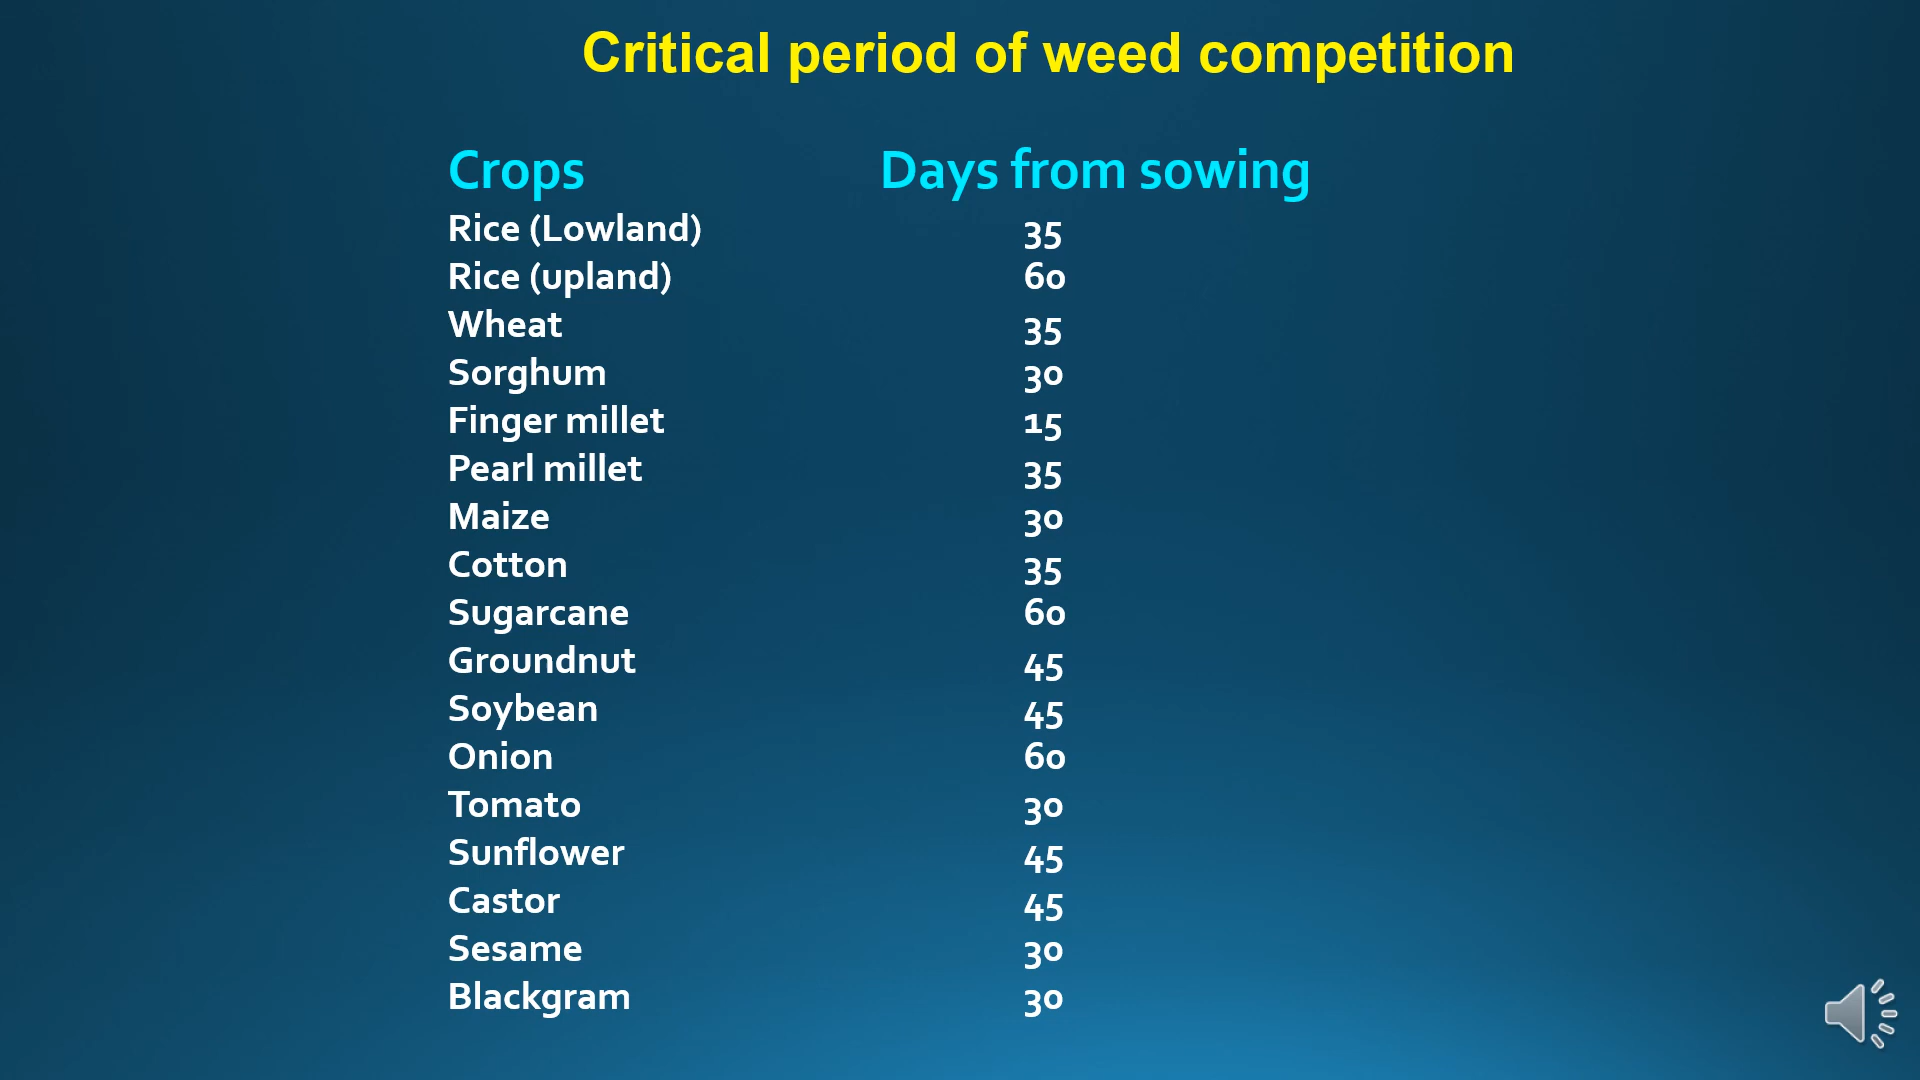 Critical period of weed competition
Crops Days from sowing
Rice (Lowland) 35
Rice (upland) 60
Wheat 35
Sorghum 30
Finger millet 15
Pearl millet 35
Maize 30
Cotton 35
Sugarcane 60
Groundnut 45
Soybean 45
Onion 60
Tomato 30
Sunflower 45
Castor 45
Sesame 30
Blackgram 30